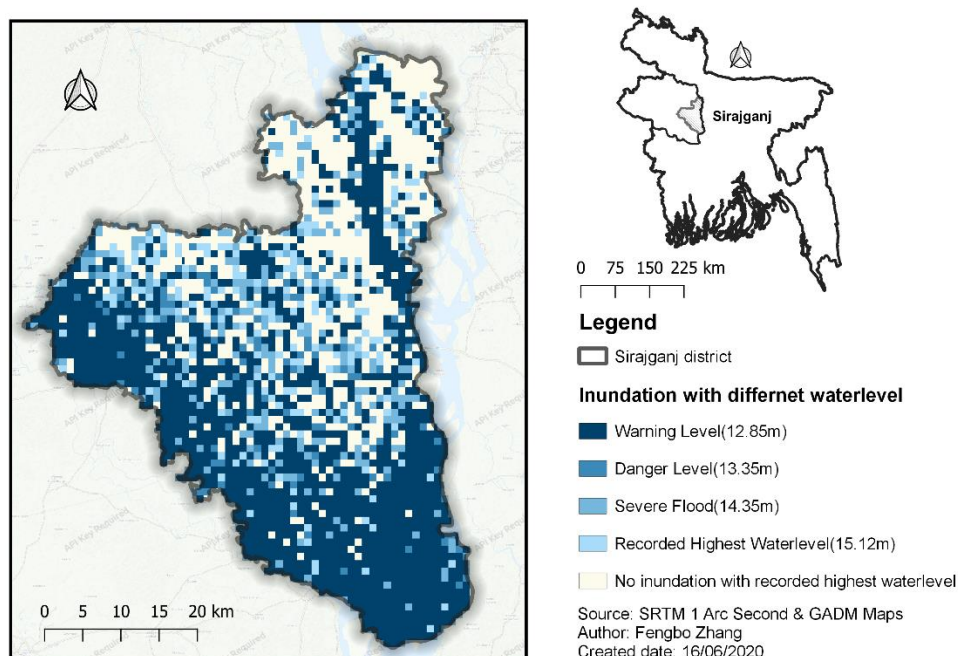 API Key Required
Sirajganj
0 75 150 225 km
Legend
Sirajganj district
Inundation with differnet waterlevel
Warning Level(12.85m)
Danger Level(13.35m)
Severe Flood(14.35m)
Recorded Highest Waterlevel(15.12m)
No inundation with recorded highest waterlevel
0 5 10 15 20 km
Source: SRTM 1 Arc Second & GADM Maps
Author: Fengbo Zhang
Created date: 16/06/2020